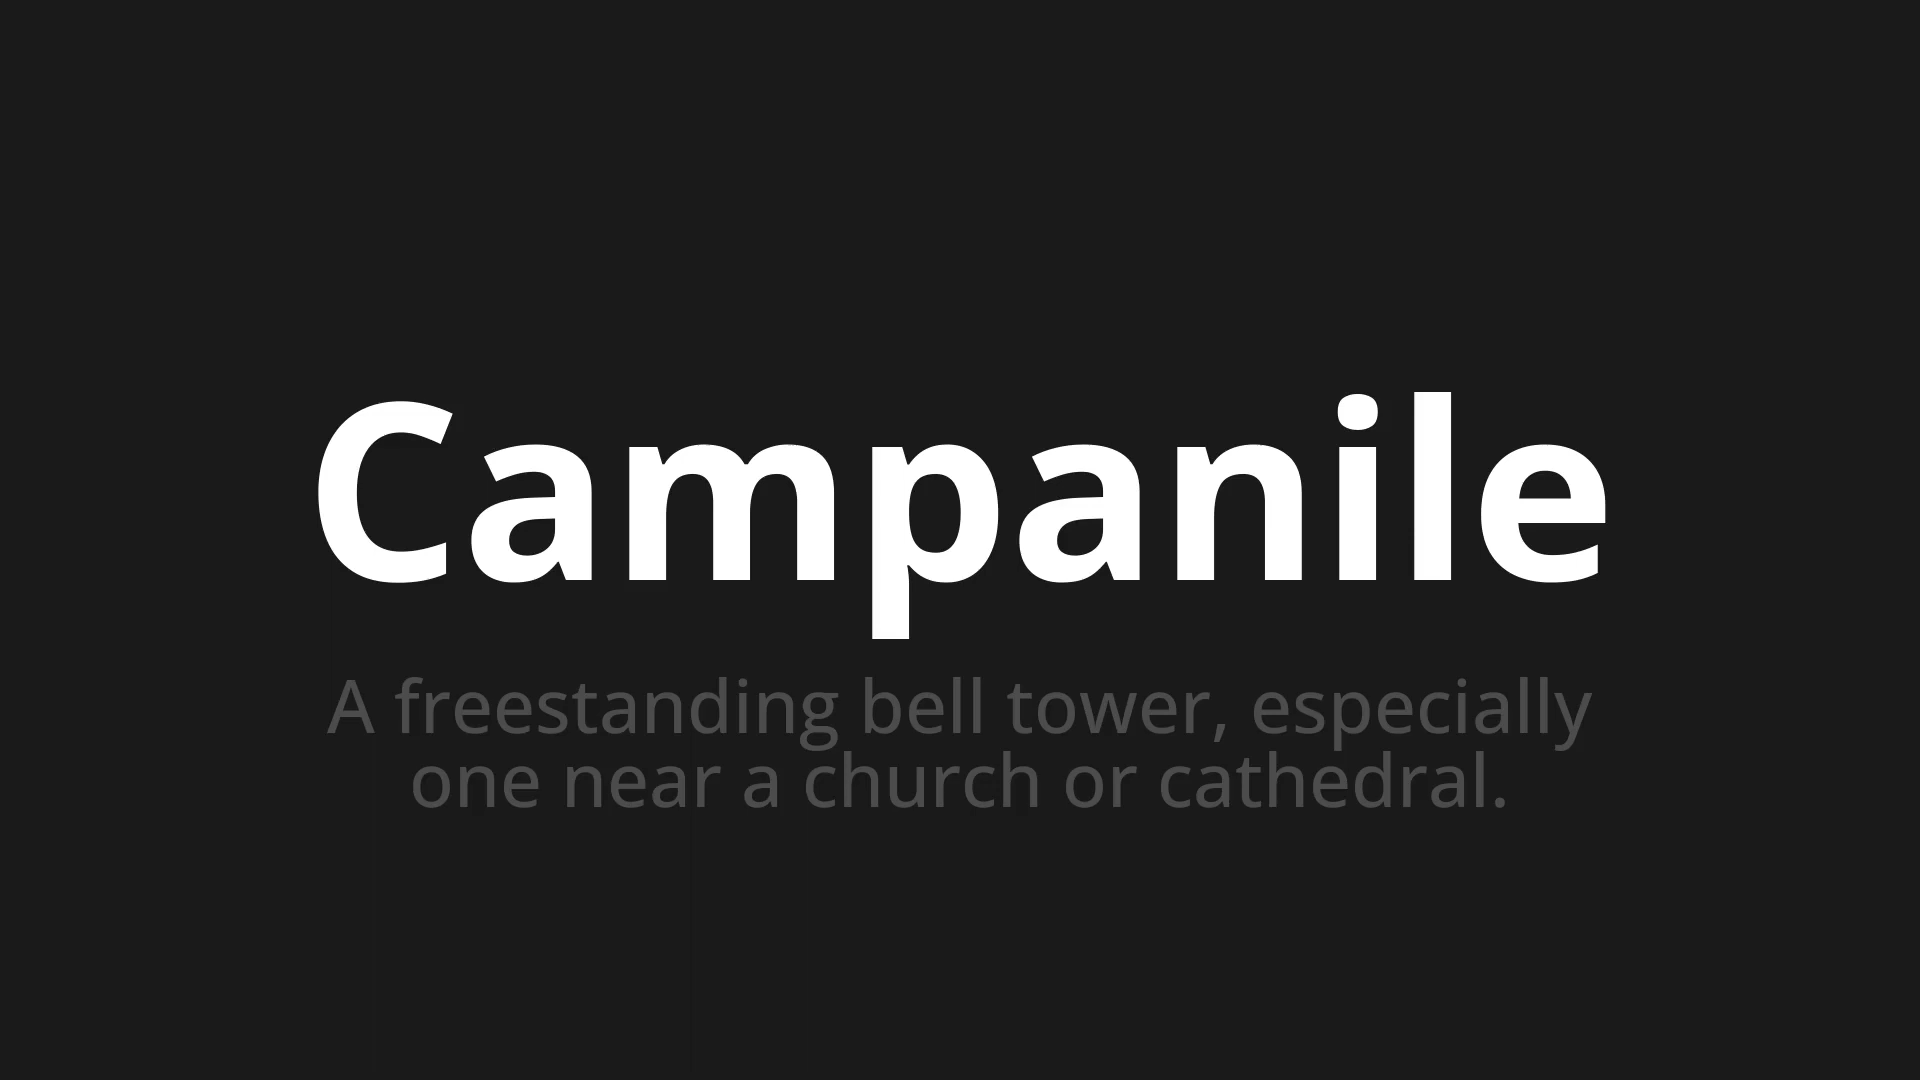 Campanile
A freestanding bell tower, especially
one near a church or cathedral.